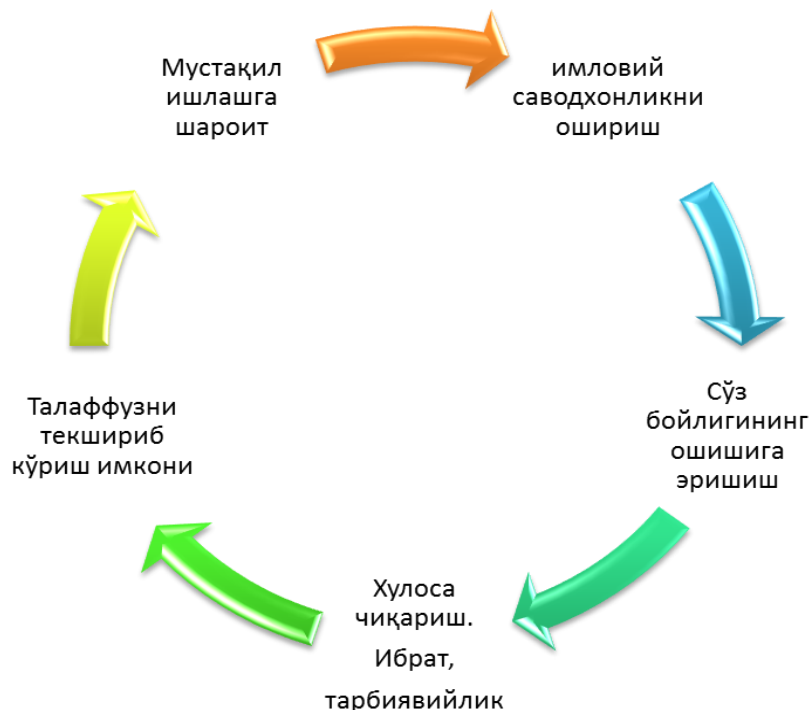 Мустақил
ишлашга
шароит
имловий
саводхонликни
ошириш
Сўз
бойлигининг
ошишига
эришиш
Хулоса
чиқариш.
Ибрат,
тарбиявийлик
Талаффузни
текшириб
кўриш имкони